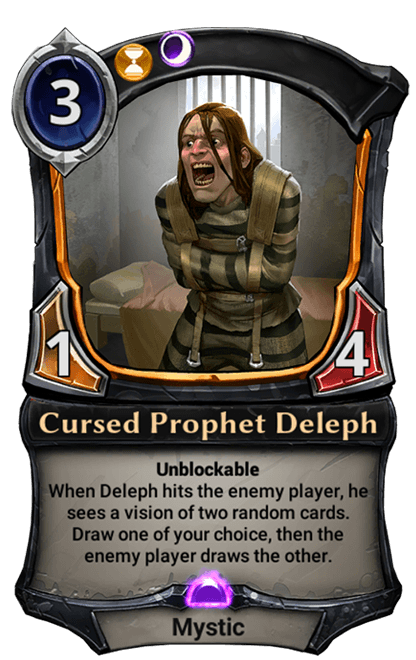 3
1
4
Cursed Prophet Deleph
Unblockable
When Deleph hits the enemy player, he
sees a vision of two random cards.
Draw one of your choice, then the
enemy player draws the other.
Mystic